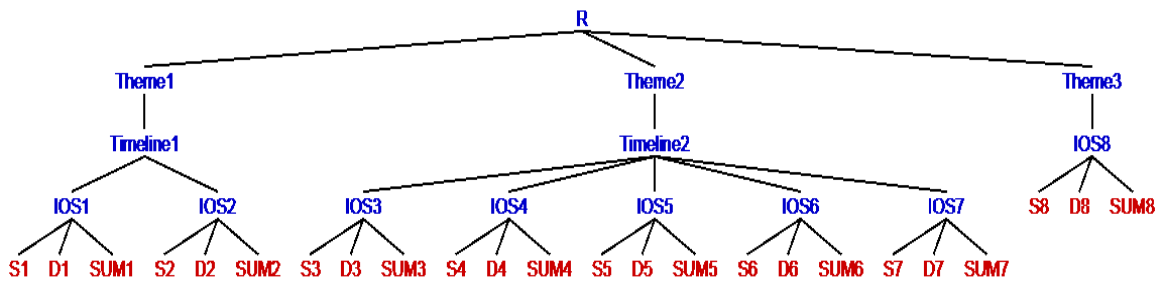 R
Theme1 Theme2 Theme3
Timeline1 Timeline2 IOS8
IOS1 IOS2 IOS3 IOS4 IOS5 IOS6 IOS7 S8 D8 SUM8
S1 D1 SUM1 S2 D2 SUM2 S3 D3 SUM3 S4 D4 SUM4 S5 D5 SUM5 S6 D6 SUM6 S7 D7 SUM7